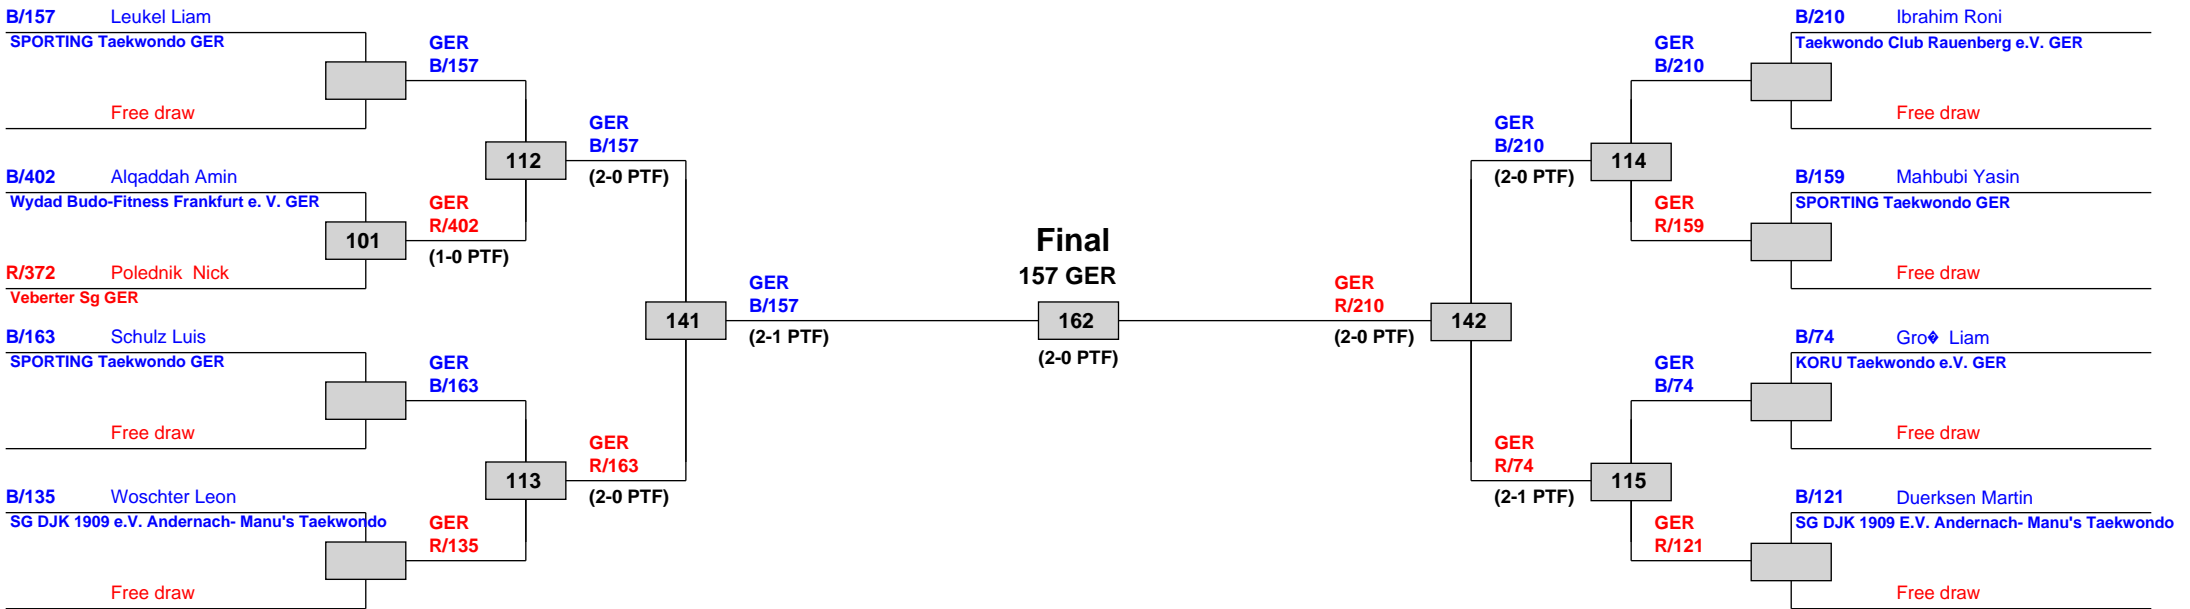 B/157 Leukel Liam
SPORTING Taekwondo GER
Free draw
B/402 Alqaddah Amin
Wydad Budo-Fitness Frankfurt e. V. GER
101
R/372 Polednik Nick
Veberter Sg GER
B/163 Schulz Luis
SPORTING Taekwondo GER
Free draw
B/135 Woschter Leon
SG DJK 1909 e.V. Andernach- Manu's Taekwondo
Free draw
GER
B/157
112
GER
R/402
(1-0 PTF)
GER
B/163
113
GER
R/135
GER
B/157
(2-0 PTF)
141
GER
R/163
(2-0 PTF)
GER
B/157
(2-1 PTF)
Final
157 GER
162
(2-0 PTF)
GER
R/210
(2-0 PTF)
142
GER
B/210
(2-0 PTF)
GER
R/74
(2-1 PTF)
GER
B/210
114
GER
R/159
GER
B/74
115
GER
R/121
B/210 Ibrahim Roni
Taekwondo Club Rauenberg e.V. GER
Free draw
B/159 Mahbubi Yasin
SPORTING Taekwondo GER
Free draw
B/74 Gro� Liam
KORU Taekwondo e.V. GER
Free draw
B/121 Duerksen Martin
SG DJK 1909 E.V. Andernach- Manu's Taekwondo
Free draw